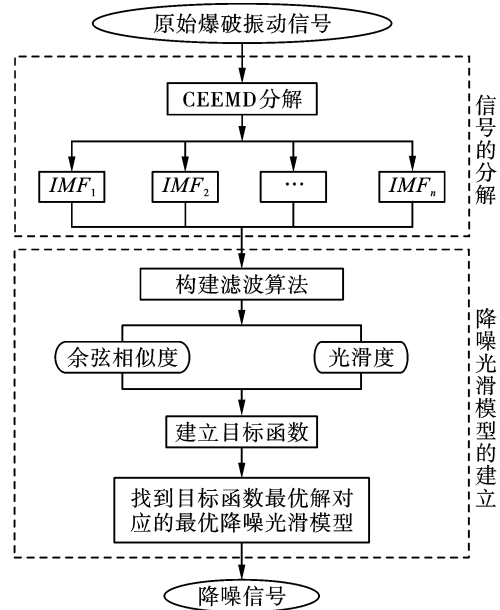 原始爆破振动信号
CEEMD分解
IMF₁ IMF₂ ··· IMFₙ
信号的分解
构建滤波算法
余弦相似度 光滑度
建立目标函数
找到目标函数最优解对
应的最优降噪光滑模型
降噪光滑模型的建立
降噪信号